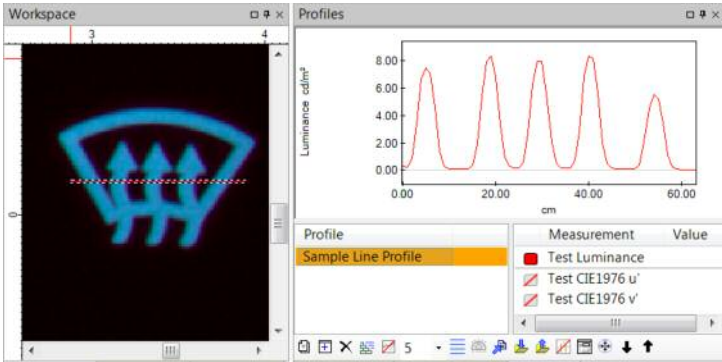 Workspace
3 4
0
Profiles
Luminance cd/m²
8.00
6.00
4.00
2.00
0.00
0.00 20.00 40.00 60.00
cm
Profile
Sample Line Profile
Measurement Value
Test Luminance
Test CIE1976 u'
Test CIE1976 v'
5